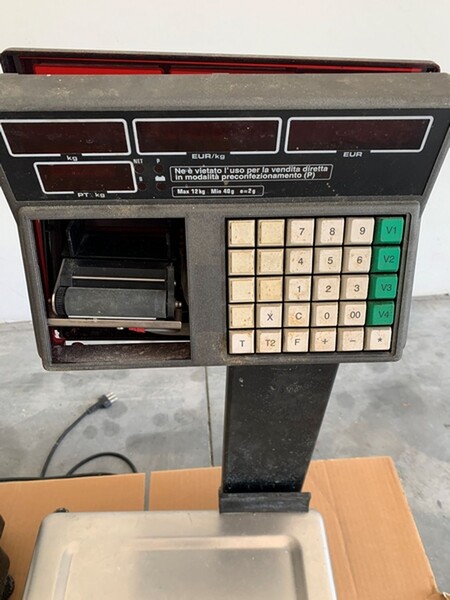 kg
EUR/kg
EUR
NET P
PT kg
Ne è vietato l'uso per la vendita diretta
in modalità preconfezionamento (P)
Max 12kg Min 40g e=2g
7 8 9 V1
4 5 6 V2
1 2 3 V3
X C 0 00 V4
T T2 F + - *